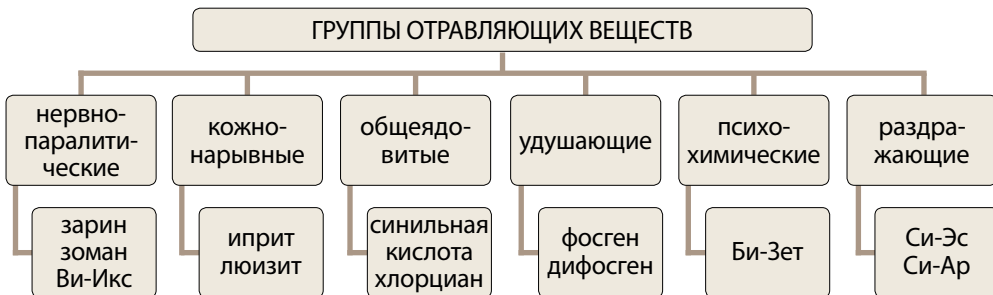 ГРУППЫ ОТРАВЛЯЮЩИХ ВЕЩЕСТВ
нервно-
паралити-
ческие
кожно-
нарывные
общеядо-
витые
удушающие
психо-
химические
раздра-
жающие
зарин
зоман
Ви-Икс
иприт
люизит
синильная
кислота
хлорциан
фосген
дифосген
Би-Зет
Си-Эс
Си-Ар